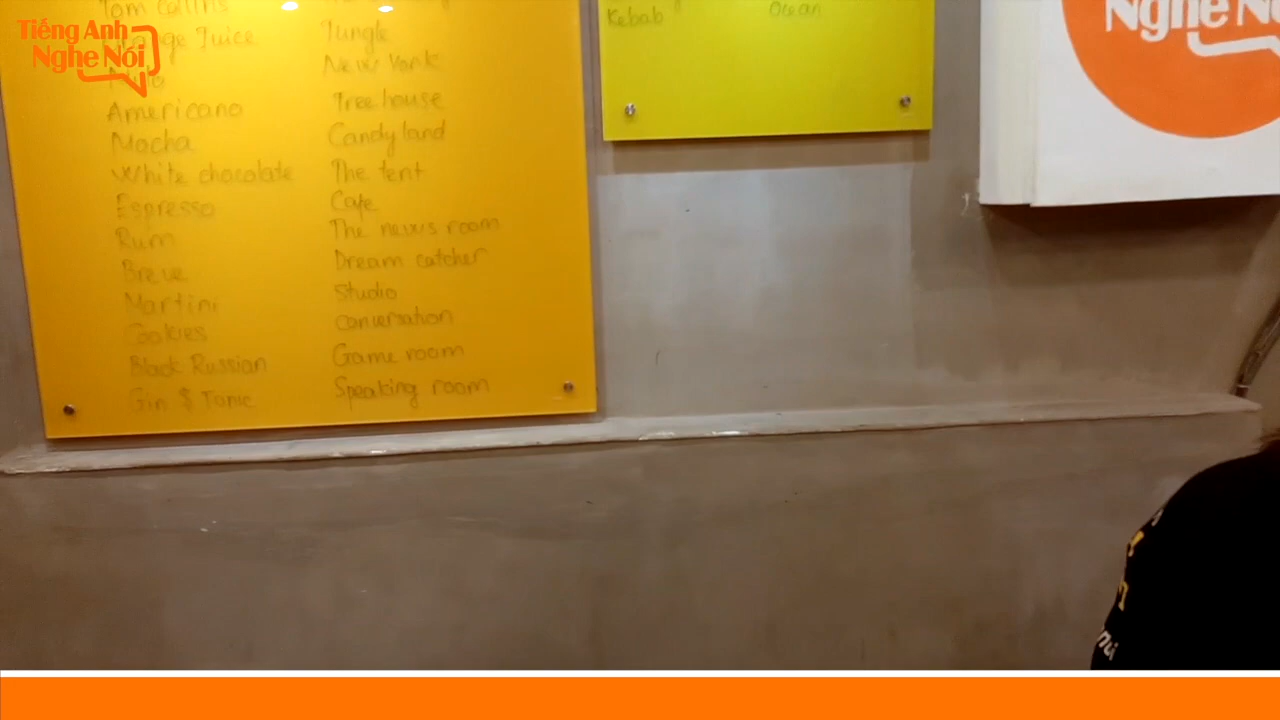 Tiếng Anh
Nghe Nói
Tom Collins
Orange Juice Jungle
New York
Americano Tree house
Mocha Candy land
White chocolate The tent
Espresso Cafe
Rum The news room
Breve Dream catcher
Martini Studio
Cookies conversation
Black Russian Game room
Gin $ Tonic Speaking room
Kebab Ocean
Nghe Nó